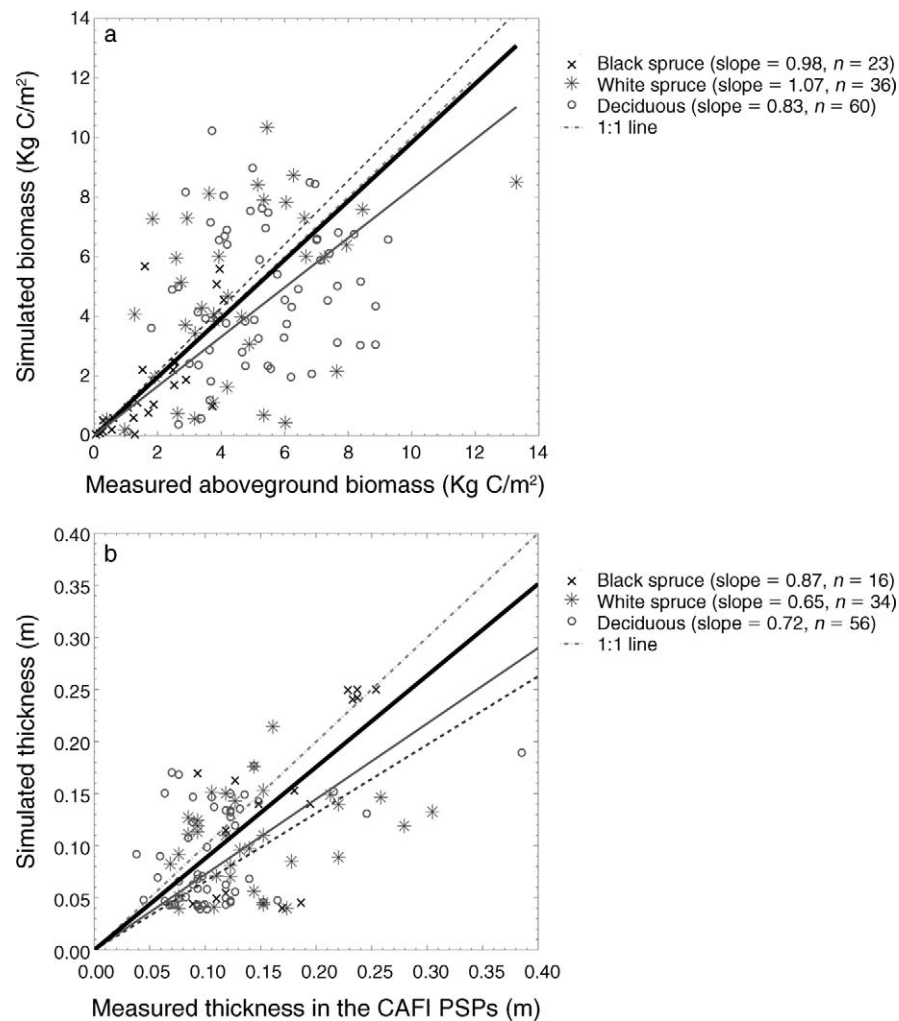 a
14
12
10
8
6
4
2
0
0 2 4 6 8 10 12 14
Simulated biomass (Kg C/m²)
Measured aboveground biomass (Kg C/m²)
Black spruce (slope = 0.98, n = 23)
White spruce (slope = 1.07, n = 36)
Deciduous (slope = 0.83, n = 60)
1:1 line
b
0.40
0.35
0.30
0.25
0.20
0.15
0.10
0.05
0.00
0.00 0.05 0.10 0.15 0.20 0.25 0.30 0.35 0.40
Simulated thickness (m)
Measured thickness in the CAFI PSPs (m)
Black spruce (slope = 0.87, n = 16)
White spruce (slope = 0.65, n = 34)
Deciduous (slope = 0.72, n = 56)
1:1 line